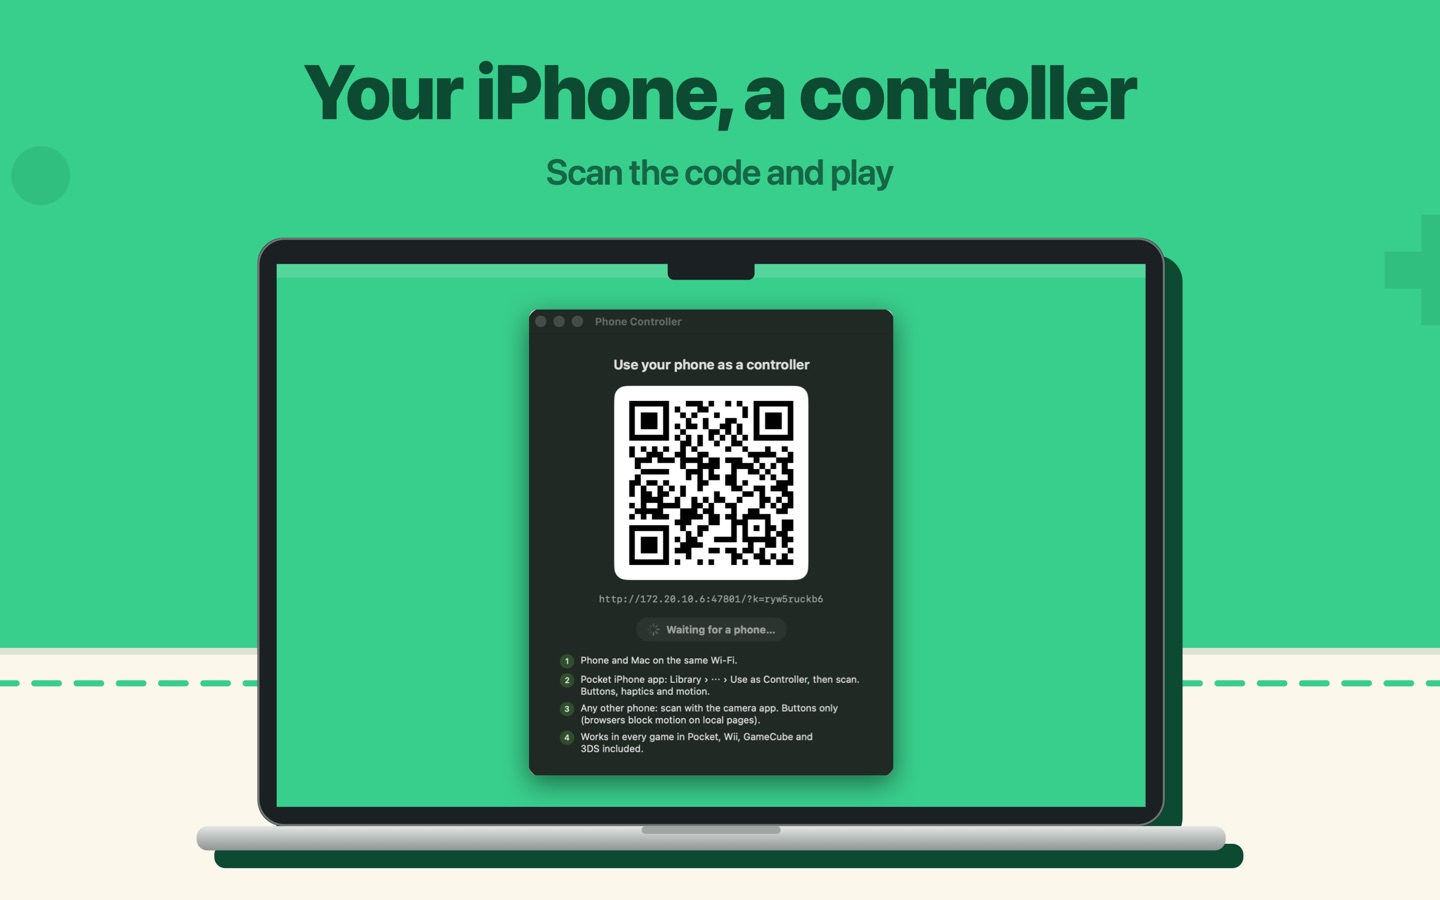 Your iPhone, a controller
Scan the code and play
Phone Controller
Use your phone as a controller
http://172.20.10.6:47801/?k=ryw5ruckb6
Waiting for a phone...
1 Phone and Mac on the same Wi-Fi.
2 Pocket iPhone app: Library › ··· › Use as Controller, then scan.
Buttons, haptics and motion.
3 Any other phone: scan with the camera app. Buttons only
(browsers block motion on local pages).
4 Works in every game in Pocket, Wii, GameCube and
3DS included.